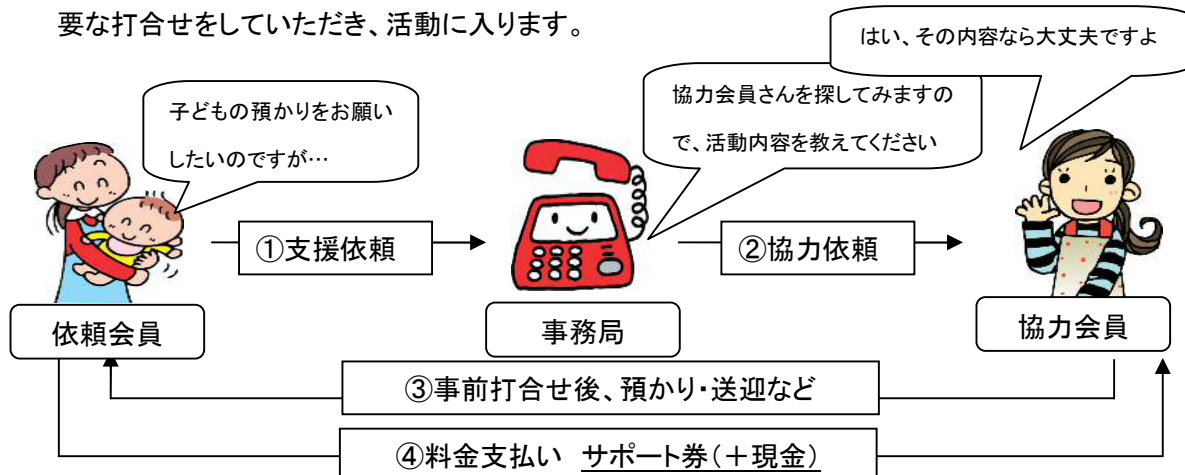 要な打合せをしていただき、活動に入ります。
はい、その内容なら大丈夫ですよ
子どもの預かりをお願い
したいのですが…
協力会員さんを探してみますの
で、活動内容を教えてください
①支援依頼
②協力依頼
依頼会員
事務局
協力会員
③事前打合せ後、預かり・送迎など
④料金支払い サポート券(+現金)